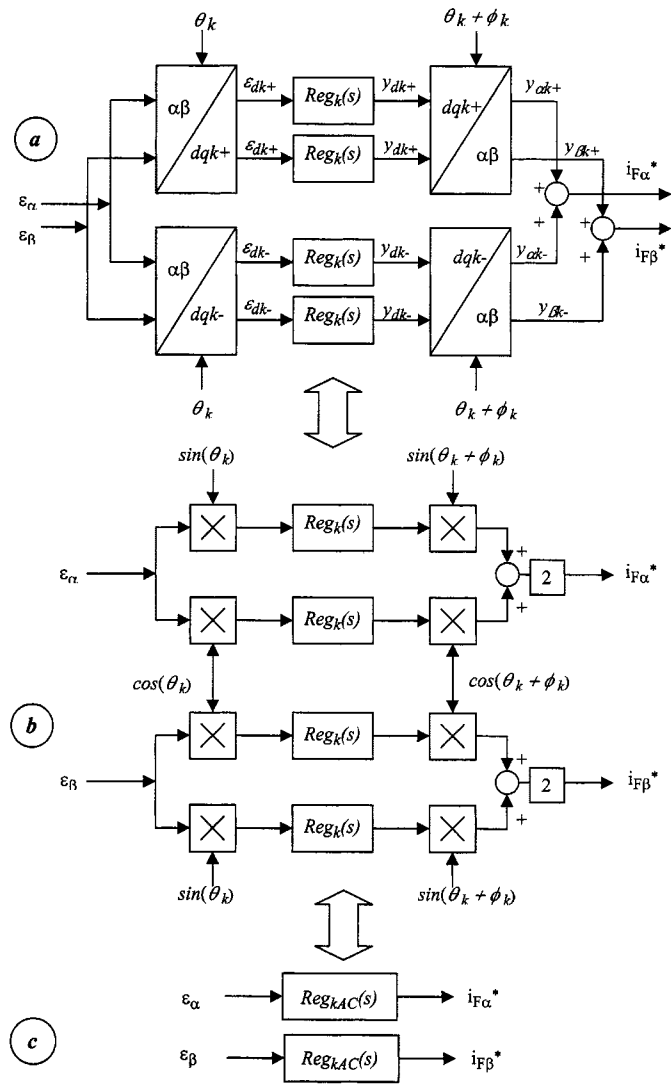 θk θk + ϕk
αβ εdk+ Regk(s) ydk+ dqk+ yαk+
a dqk+ εdk+ Regk(s) ydk+ αβ yβk+
iFα*
εα + +
εβ + + iFβ*
αβ εdk- Regk(s) ydk- dqk- yαk-
dqk- εdk- Regk(s) ydk- αβ yβk-
θk θk + ϕk
sin(θk) sin(θk + ϕk)
Regk(s) +
εα 2 iFα*
Regk(s) +
cos(θk) cos(θk + ϕk)
b Regk(s) +
εβ 2 iFβ*
Regk(s) +
sin(θk) sin(θk + ϕk)
εα RegkAC(s) iFα*
c εβ RegkAC(s) iFβ*